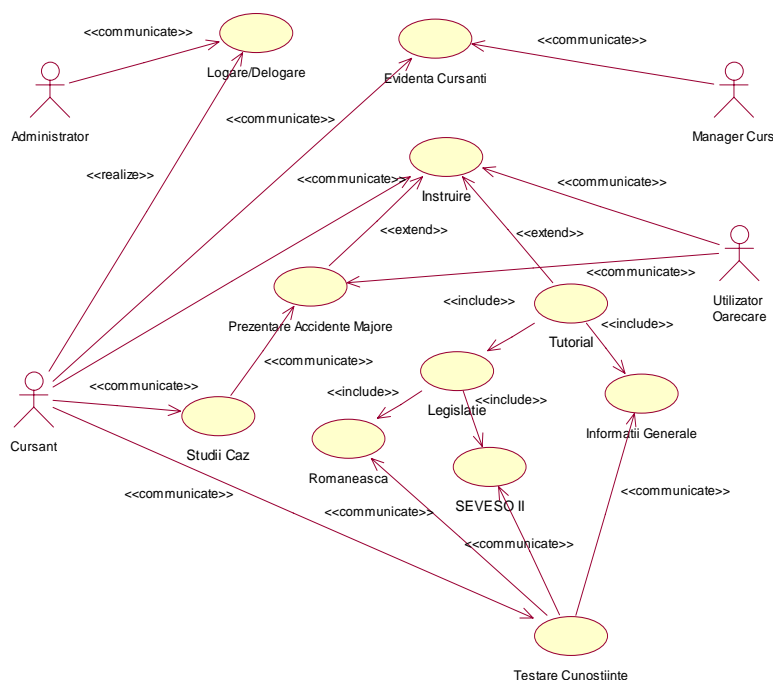 <<communicate>>
<<communicate>>
Logare/Delogare
Evidenta Cursanti
<<communicate>>
Administrator
Manager Curs
<<realize>>
<<communicate>>
<<communicate>>
Instruire
<<extend>>
<<extend>>
<<communicate>>
Utilizator
Oarecare
Prezentare Accidente Majore
<<include>>
<<include>>
Tutorial
<<communicate>>
<<communicate>>
<<include>>
<<include>>
Legislatie
Cursant
Studii Caz
Romaneasca
Informatii Generale
SEVESO II
<<communicate>>
<<communicate>>
<<communicate>>
<<communicate>>
Testare Cunostiinte